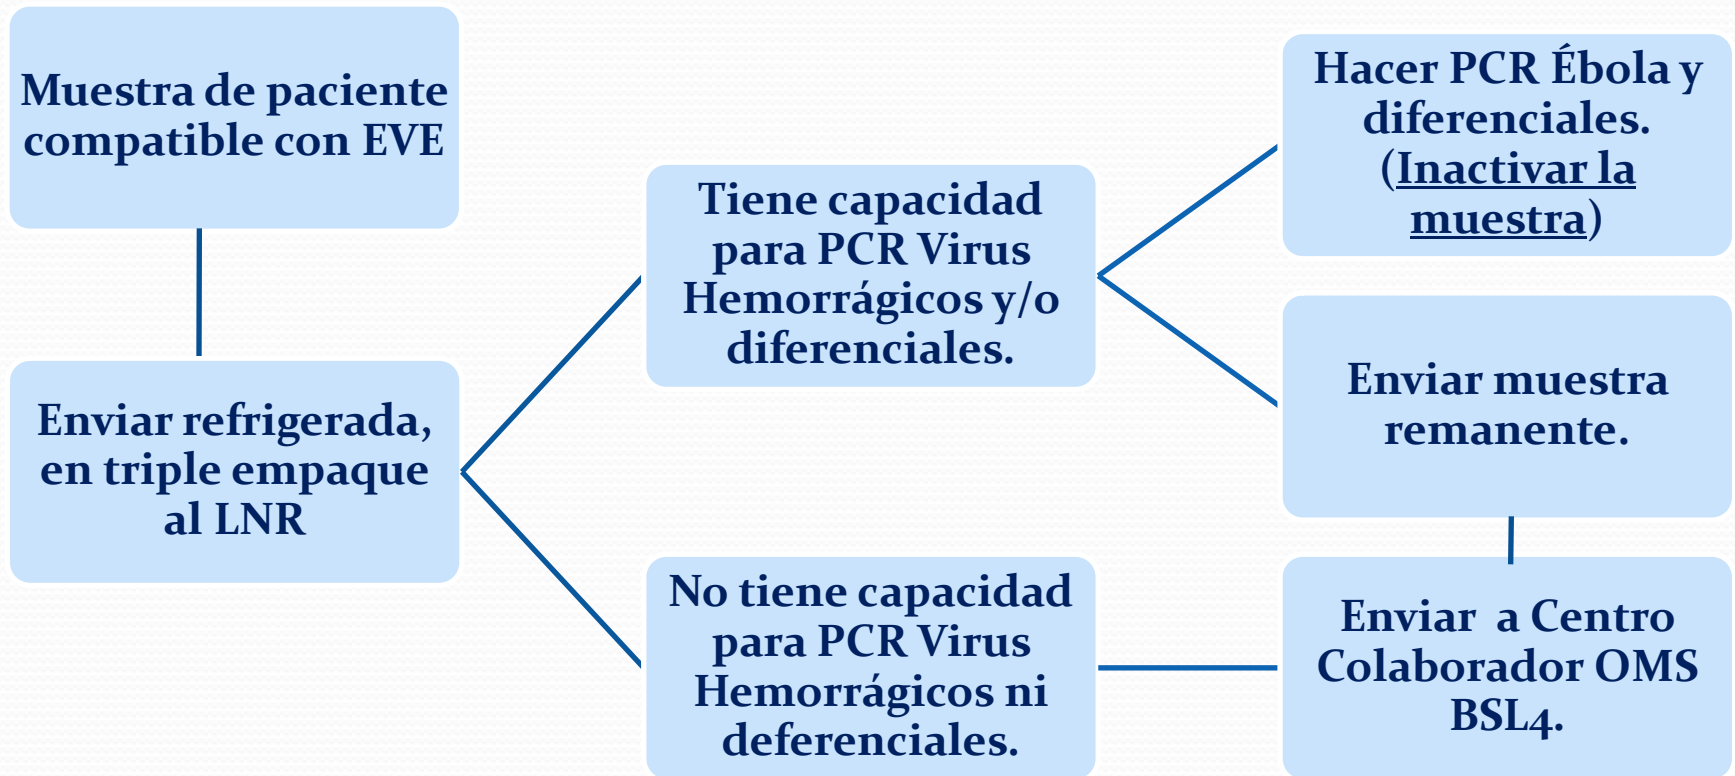 Muestra de paciente
compatible con EVE
Enviar refrigerada,
en triple empaque
al LNR
Tiene capacidad
para PCR Virus
Hemorrágicos y/o
diferenciales.
No tiene capacidad
para PCR Virus
Hemorrágicos ni
deferenciales.
Hacer PCR Ébola y
diferenciales.
(Inactivar la
muestra)
Enviar muestra
remanente.
Enviar a Centro
Colaborador OMS
BSL4.